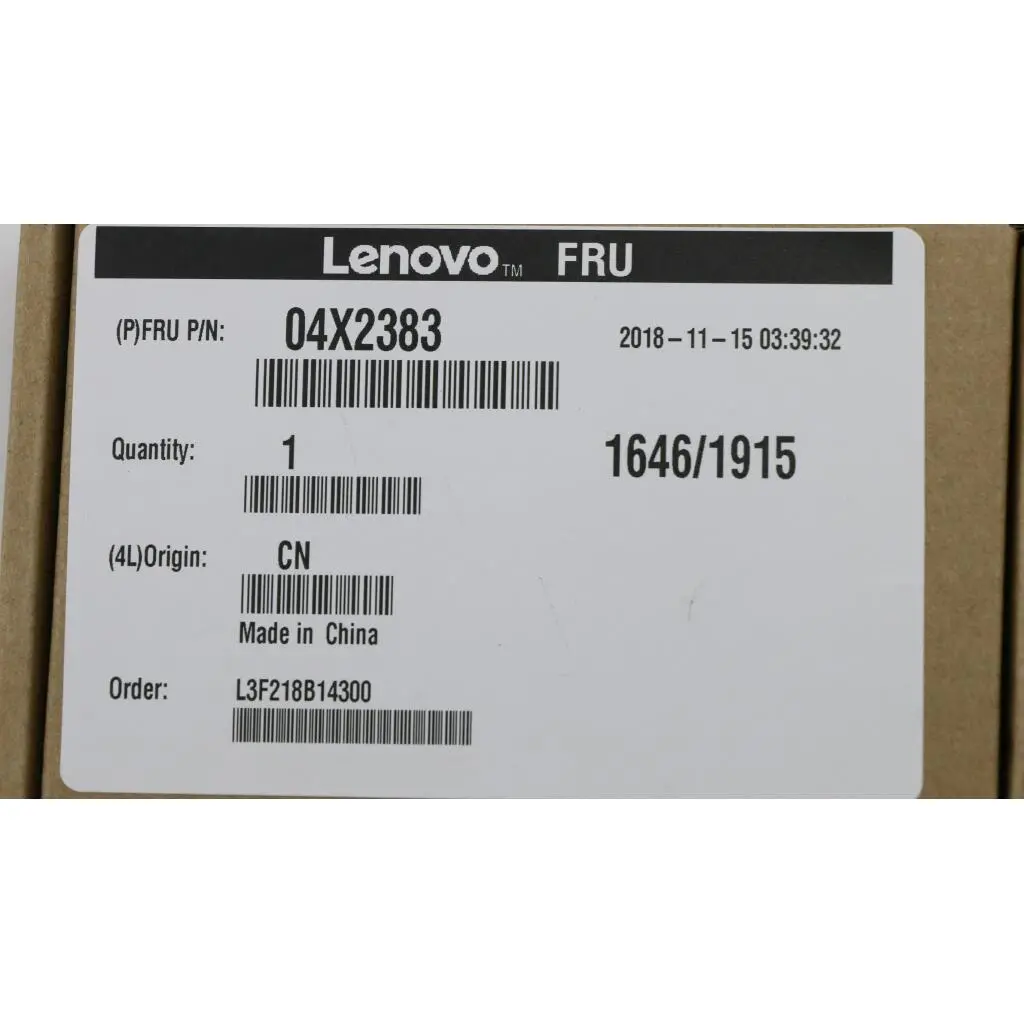 Lenovo™ FRU
(P)FRU P/N: 04X2383 2018-11-15 03:39:32
Quantity: 1 1646/1915
(4L)Origin: CN
Made in China
Order: L3F218B14300